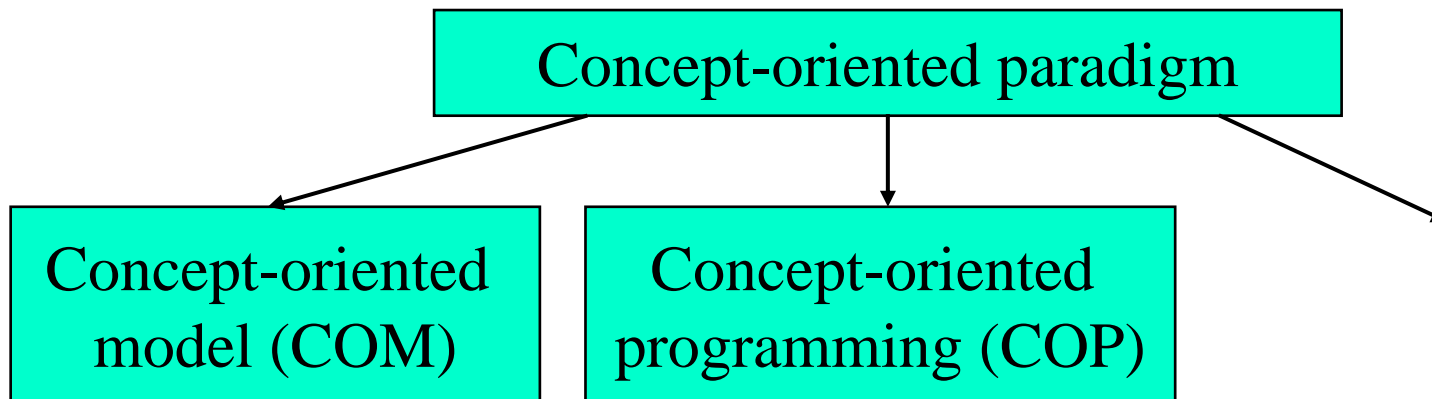 Concept-oriented paradigm
Concept-oriented
model (COM)
Concept-oriented
programming (COP)